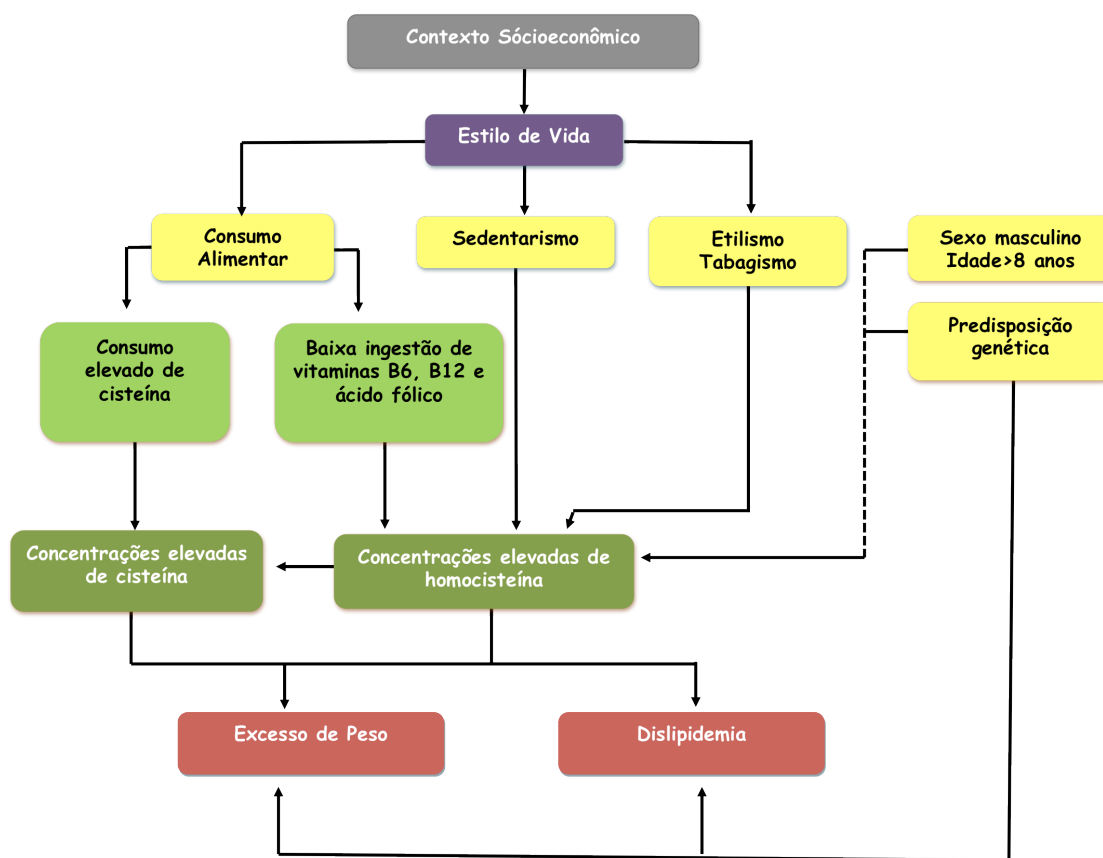 Contexto Sócioeconômico
Estilo de Vida
Consumo
Alimentar
Sedentarismo
Etilismo
Tabagismo
Sexo masculino
Idade>8 anos
Predisposição
genética
Consumo
elevado de
cisteína
Baixa ingestão de
vitaminas B6, B12 e
ácido fólico
Concentrações elevadas
de cisteína
Concentrações elevadas de
homocisteína
Excesso de Peso
Dislipidemia